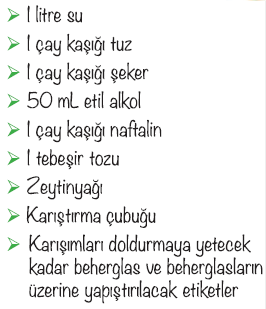 1 litre su
1 çay kaşığı tuz
1 çay kaşığı şeker
50 mL etil alkol
1 çay kaşığı naftalin
1 tebeşir tozu
Zeytinyağı
Karıştırma çubuğu
Karışımları doldurmaya yetecek
kadar beherglas ve beherglasların
üzerine yapıştırılacak etiketler